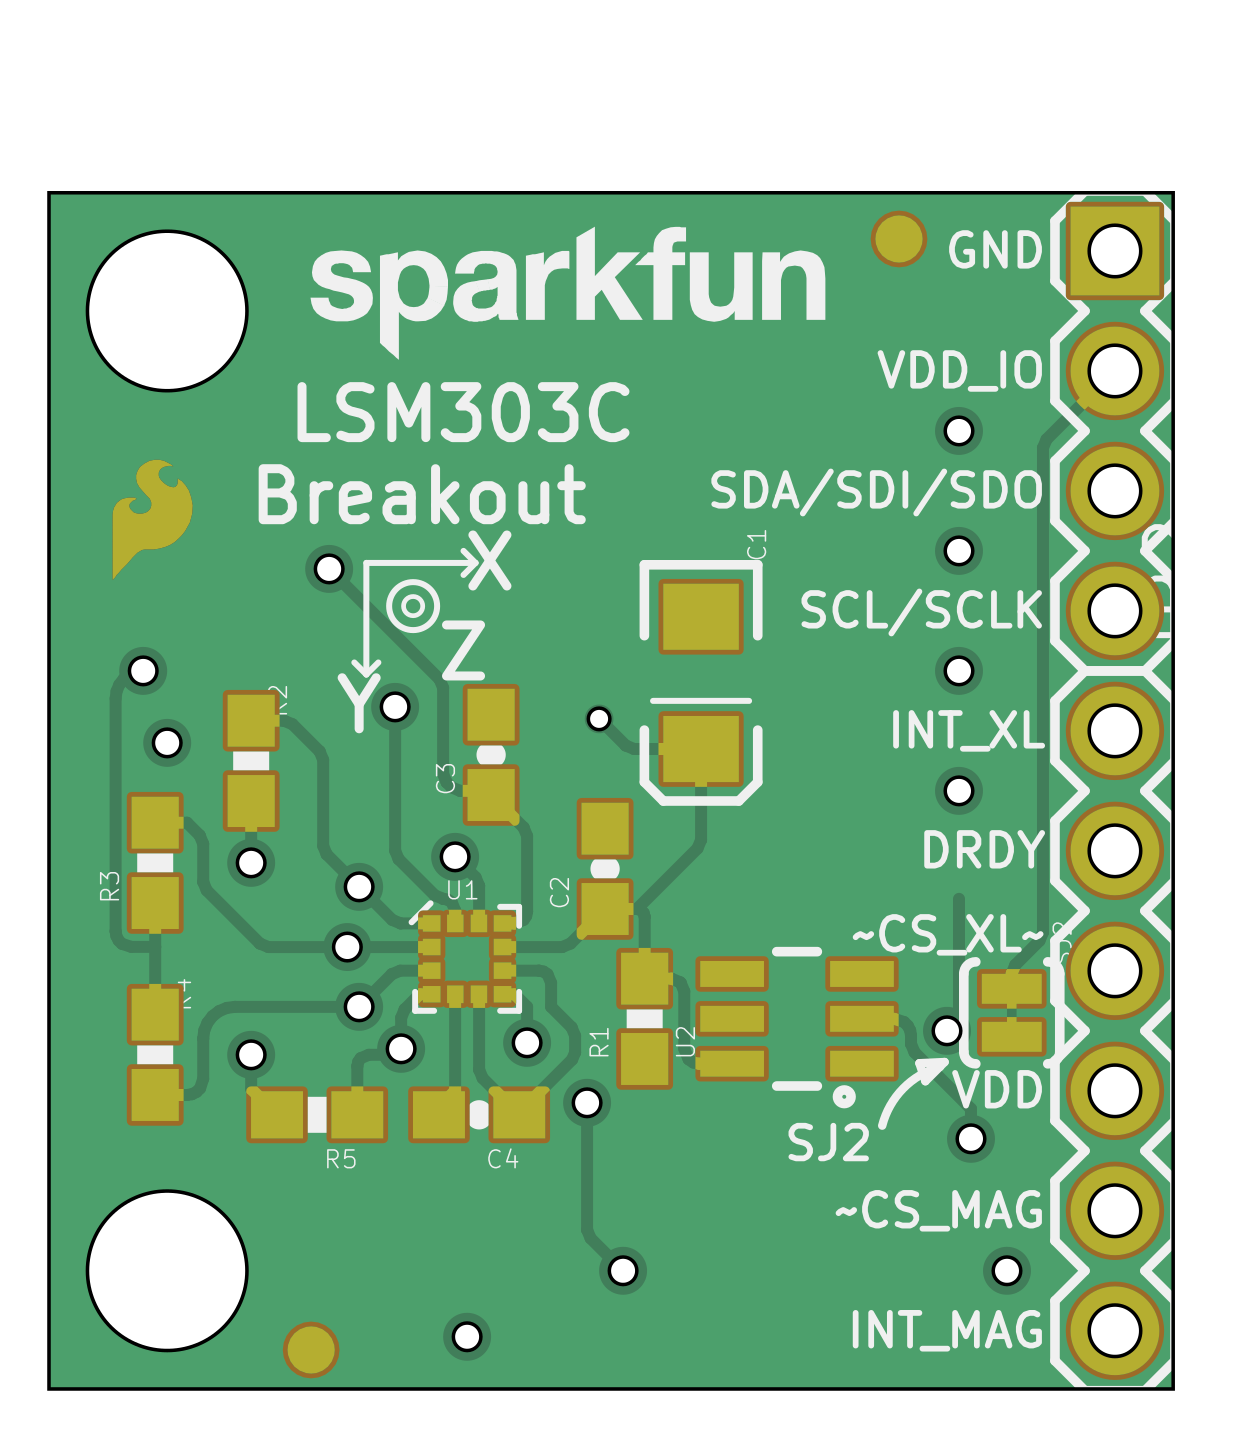 sparkfun
GND
VDD_IO
LSM303C
Breakout
SDA/SDI/SDO
C1
X
SCL/SCLK
Z
Y
R2
INT_XL
C3
DRDY
R3
U1
C2
~CS_XL~
R4
R1
U2
VDD
SJ2
R5
C4
~CS_MAG
INT_MAG